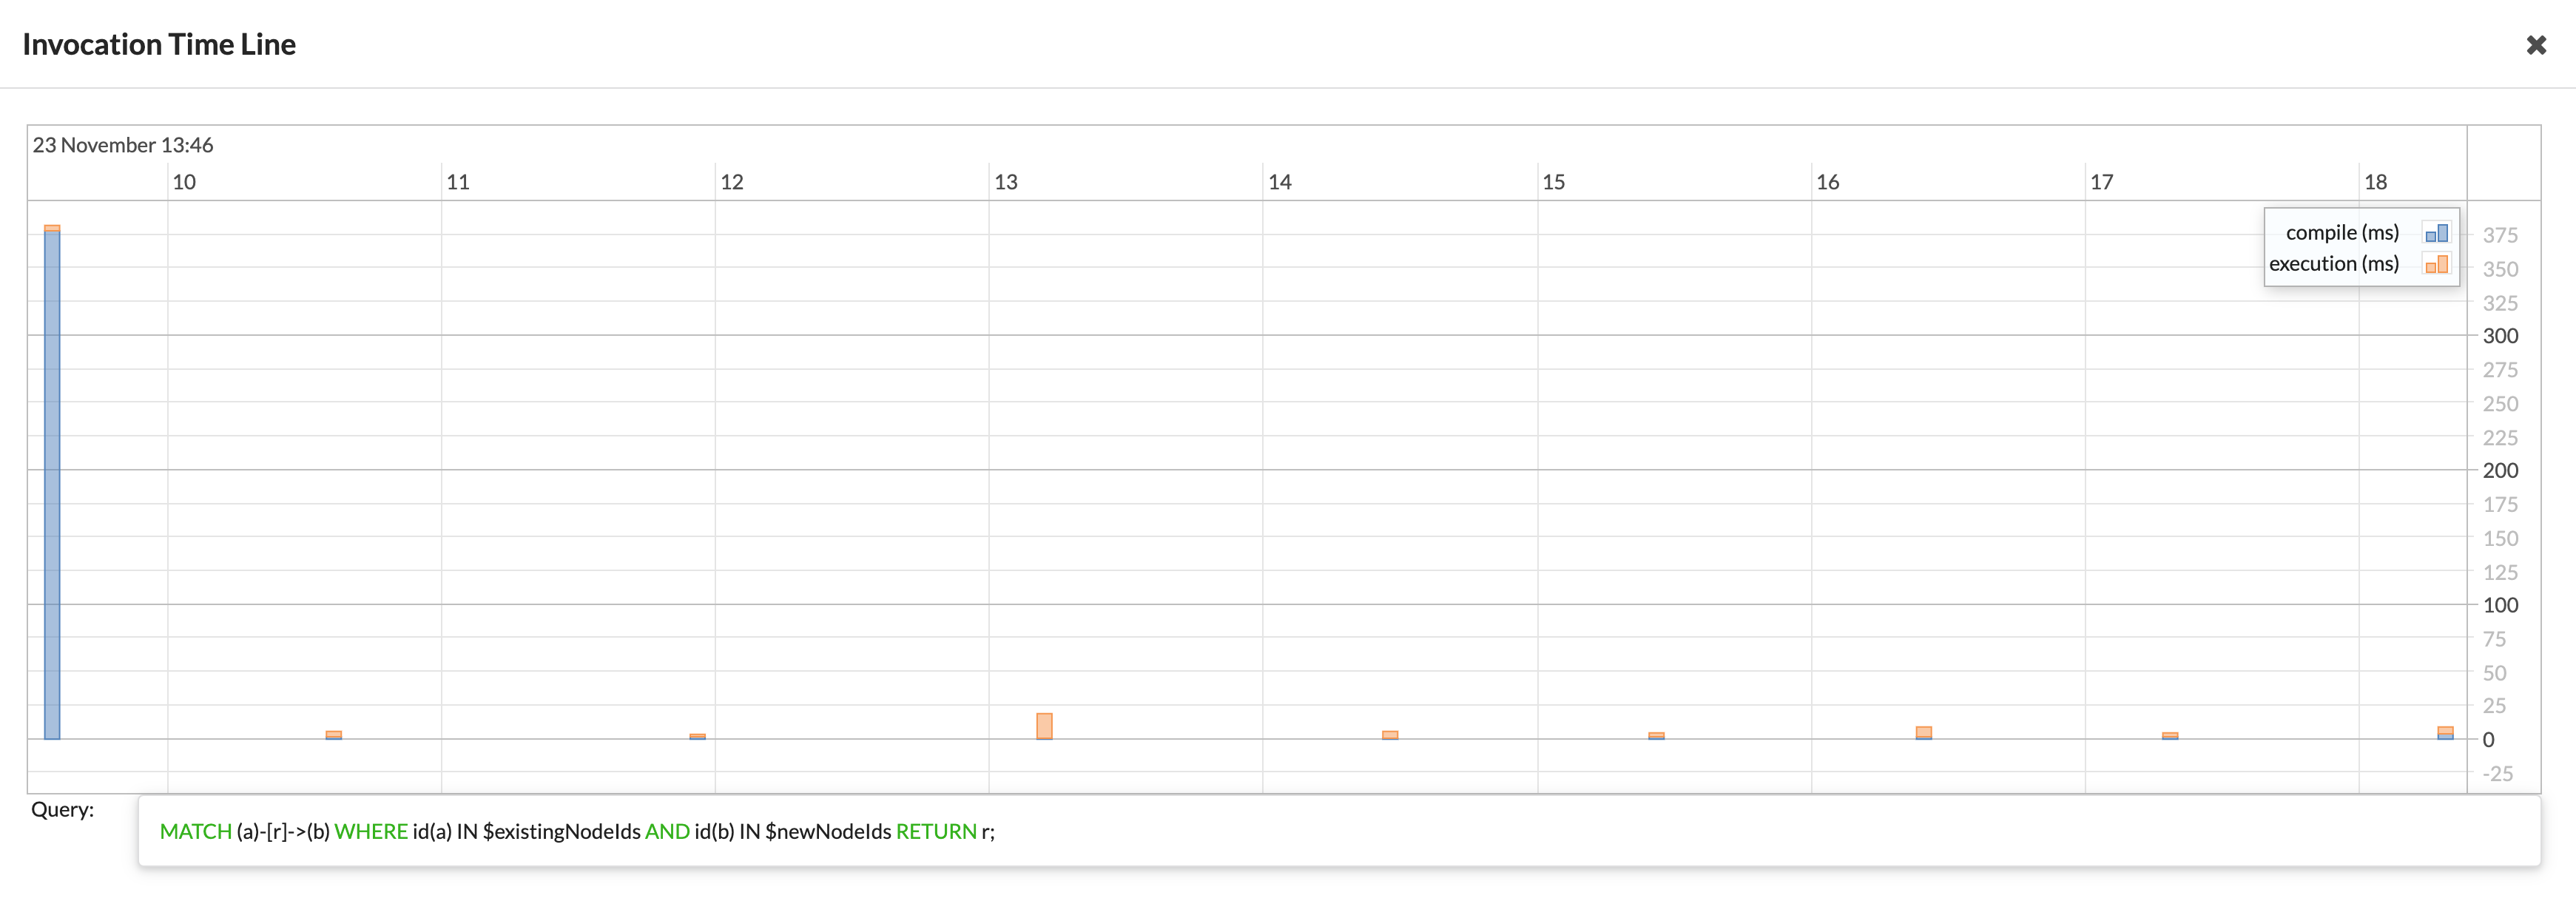 Invocation Time Line
23 November 13:46
10 11 12 13 14 15 16 17 18
compile (ms)
execution (ms)
375
350
325
300
275
250
225
200
175
150
125
100
75
50
25
0
-25
Query:
MATCH (a)-[r]->(b) WHERE id(a) IN $existingNodeIds AND id(b) IN $newNodeIds RETURN r;